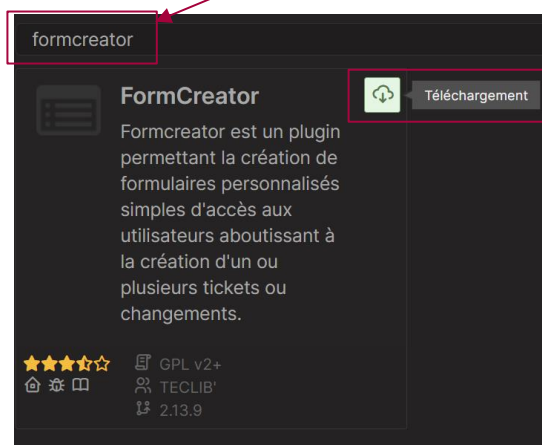 formcreator
FormCreator
Téléchargement
Formcreator est un plugin
permettant la création de
formulaires personnalisés
simples d'accès aux
utilisateurs aboutissant à
la création d'un ou
plusieurs tickets ou
changements.
GPL v2+
TECLIB'
2.13.9